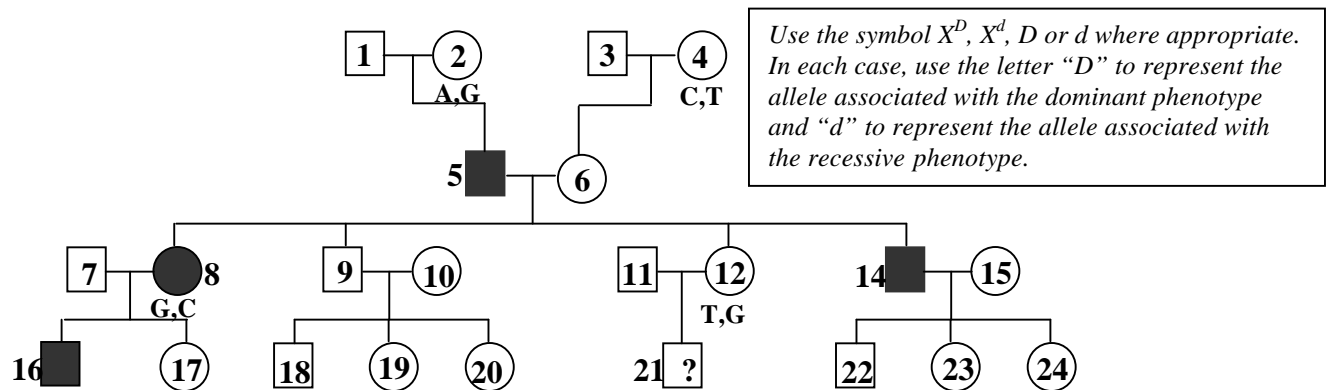 1 2 3 4
A,G C,T
Use the symbol X^D, X^d, D or d where appropriate.
In each case, use the letter “D” to represent the
allele associated with the dominant phenotype
and “d” to represent the allele associated with
the recessive phenotype.
5 6
7 8 9 10 11 12 14 15
G,C T,G
16 17 18 19 20 21 ? 22 23 24